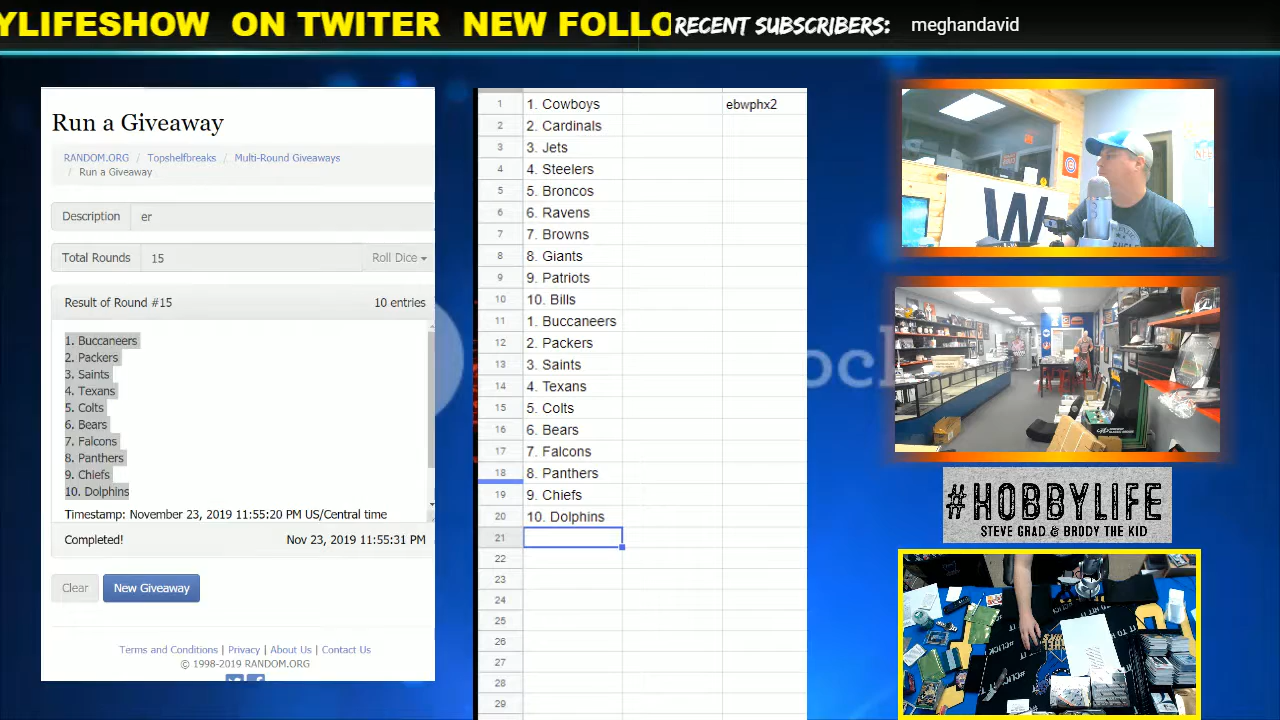 YLIFESHOW ON TWITER NEW FOLLO
RECENT SUBSCRIBERS: meghandavid
Run a Giveaway
RANDOM.ORG / Topshelfbreaks / Multi-Round Giveaways
/ Run a Giveaway
Description er
Total Rounds 15 Roll Dice
Result of Round #15 10 entries
1. Buccaneers
2. Packers
3. Saints
4. Texans
5. Colts
6. Bears
7. Falcons
8. Panthers
9. Chiefs
10. Dolphins
Timestamp: November 23, 2019 11:55:20 PM US/Central time
Completed! Nov 23, 2019 11:55:31 PM
Clear New Giveaway
Terms and Conditions | Privacy | About Us | Contact Us
© 1998-2019 RANDOM.ORG
1 1. Cowboys ebwphx2
2 2. Cardinals
3 3. Jets
4 4. Steelers
5 5. Broncos
6 6. Ravens
7 7. Browns
8 8. Giants
9 9. Patriots
10 10. Bills
11 1. Buccaneers
12 2. Packers
13 3. Saints
14 4. Texans
15 5. Colts
16 6. Bears
17 7. Falcons
18 8. Panthers
19 9. Chiefs
20 10. Dolphins
21
22
23
24
25
26
27
28
29
W
#HOBBYLIFE
STEVE GRAD & BRODY THE KID